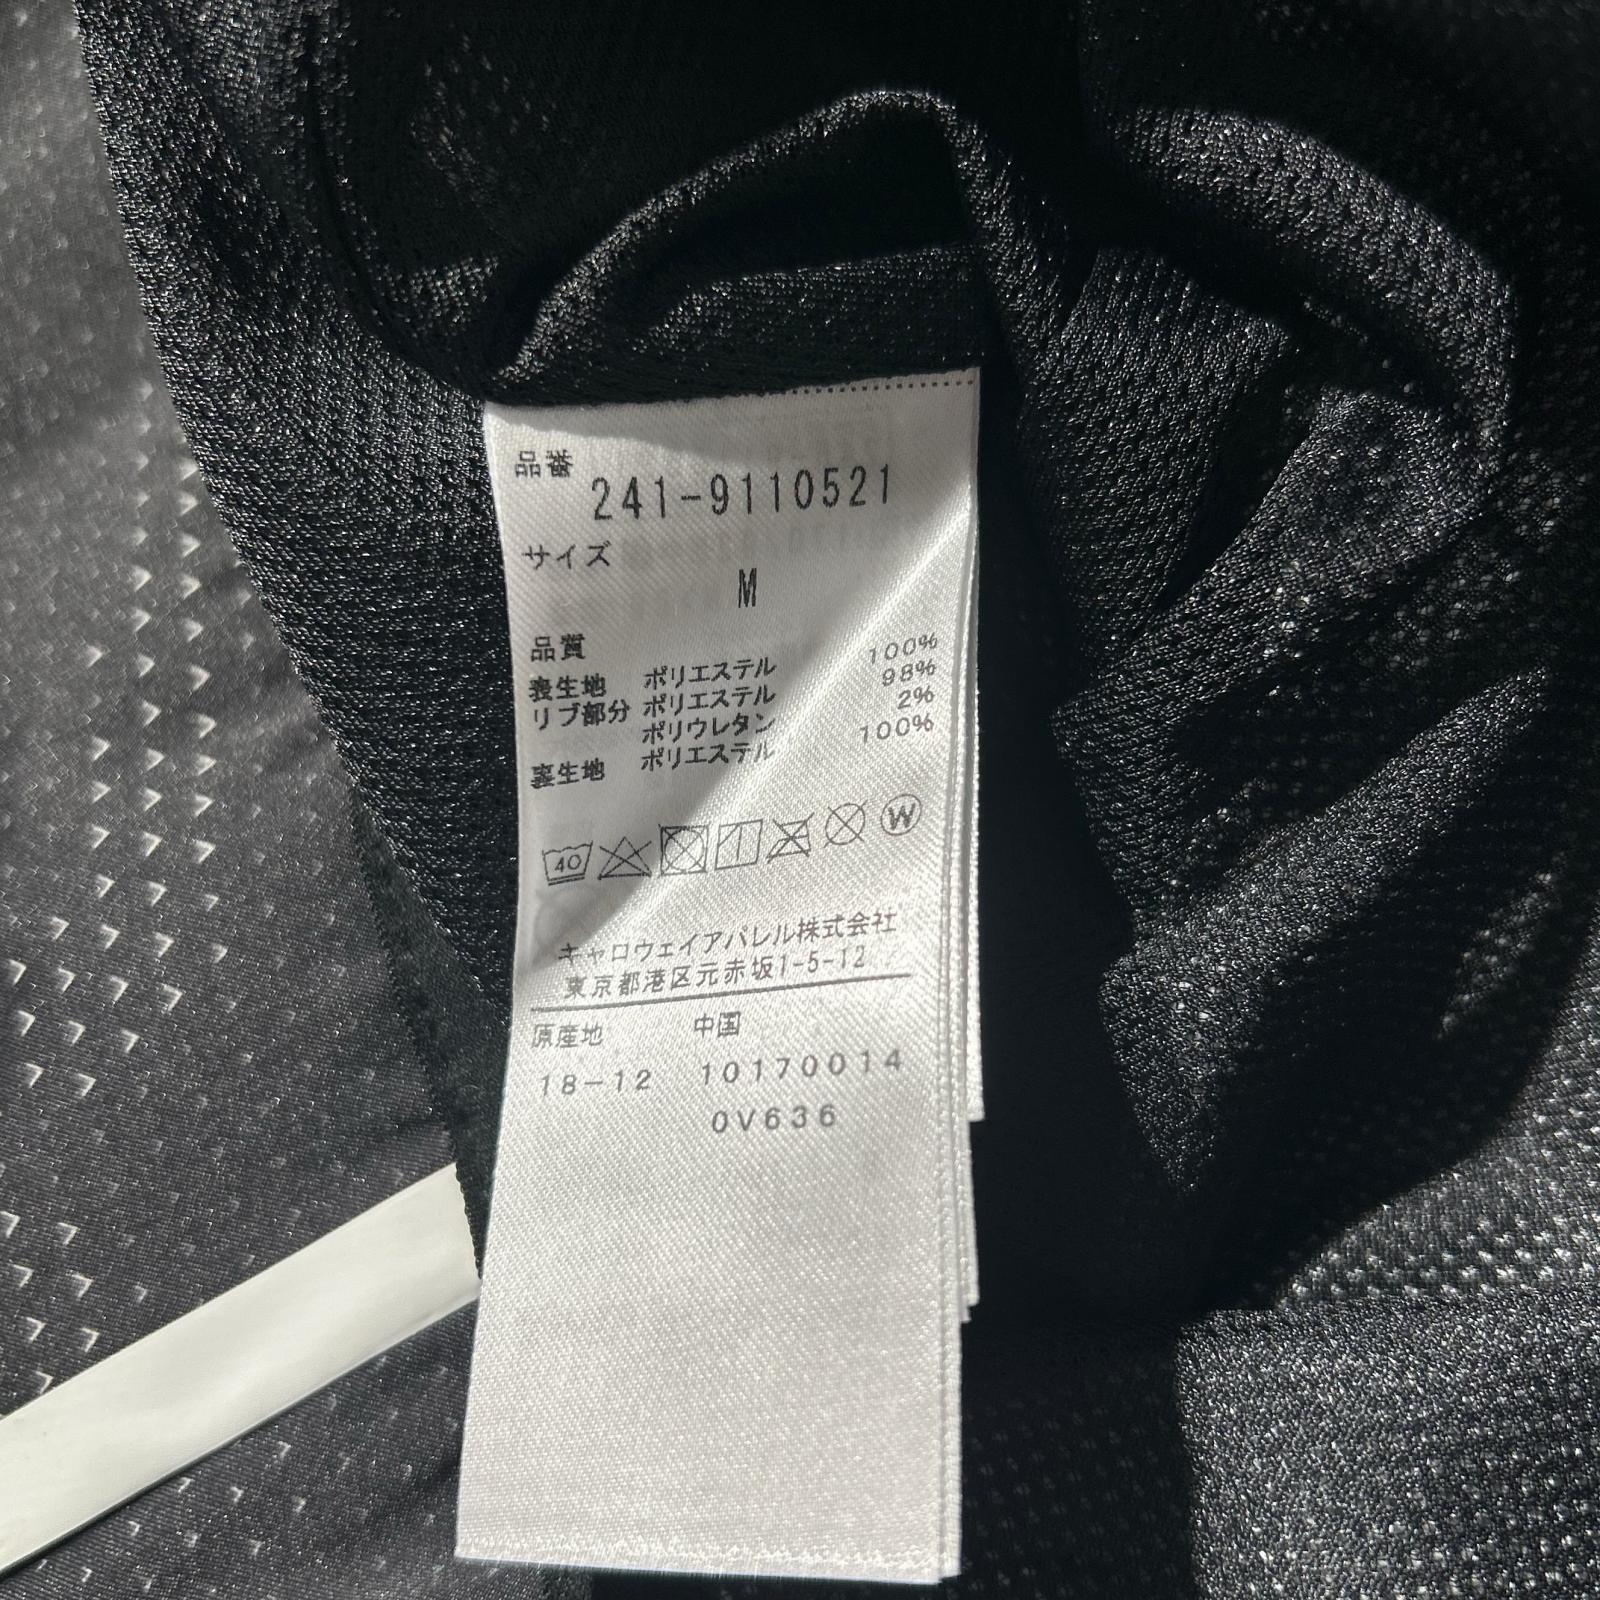 品番
241-9110521
サイズ
M
品質
表生地 ポリエステル 100%
リブ部分 ポリエステル 98%
ポリウレタン 2%
裏生地 ポリエステル 100%
40
W
キャロウェイアパレル株式会社
東京都港区元赤坂1-5-12
原産地 中国
18-12 10170014
0V636